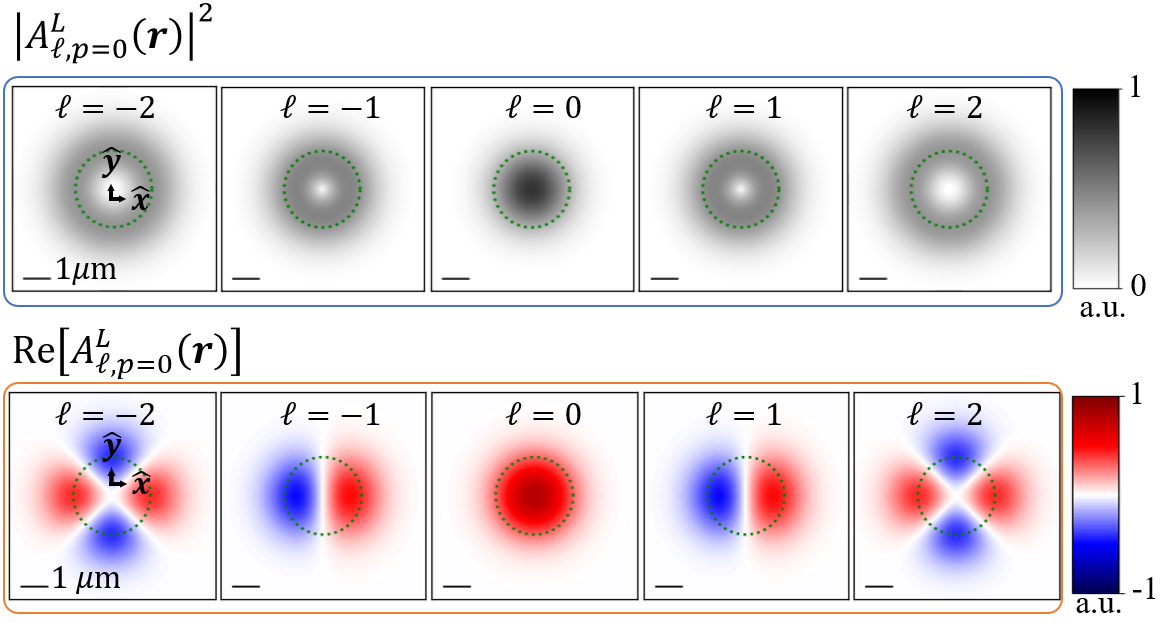 |A^L_{ℓ,p=0}(r)|²
ℓ = −2 ℓ = −1 ℓ = 0 ℓ = 1 ℓ = 2 1
ŷ
x̂
1μm 0
a.u.
Re[A^L_{ℓ,p=0}(r)]
ℓ = −2 ℓ = −1 ℓ = 0 ℓ = 1 ℓ = 2 1
ŷ
x̂
1 μm -1
a.u.